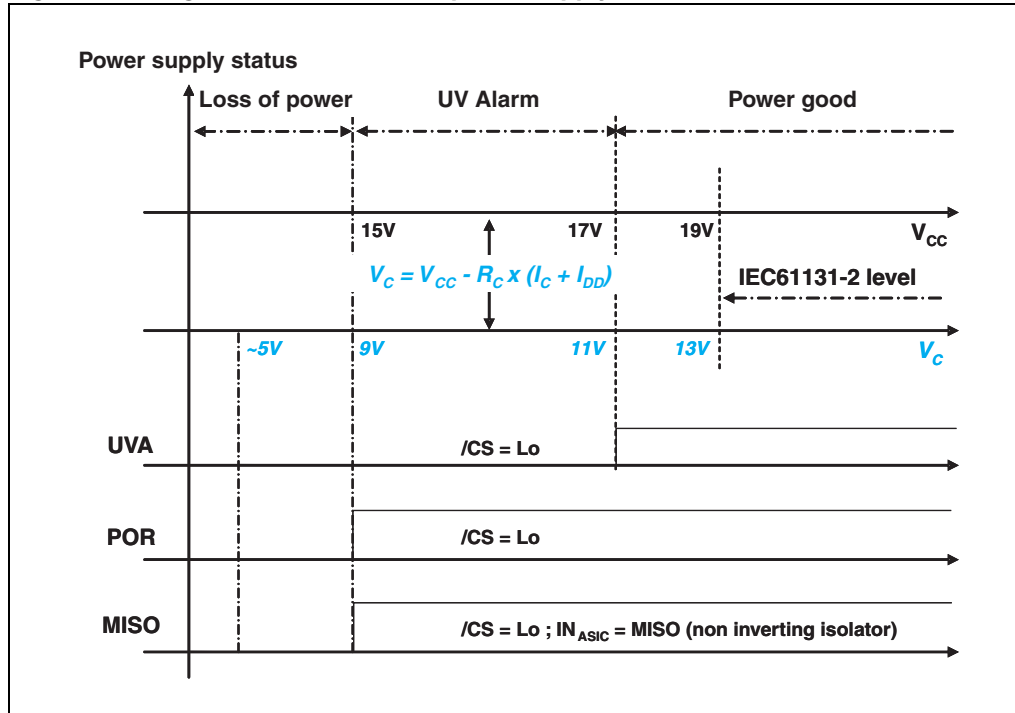 Power supply status
Loss of power UV Alarm Power good
15V 17V 19V VCC
VC = VCC - RC x (IC + IDD)
IEC61131-2 level
~5V 9V 11V 13V VC
UVA /CS = Lo
POR /CS = Lo
MISO /CS = Lo ; INASIC = MISO (non inverting isolator)